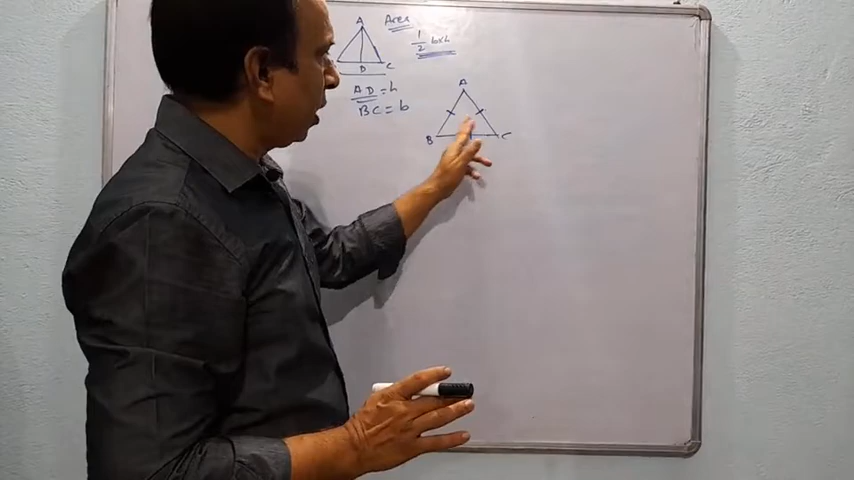 A Area
1/2 b×h
D C
AD = h
BC = b
A
B C